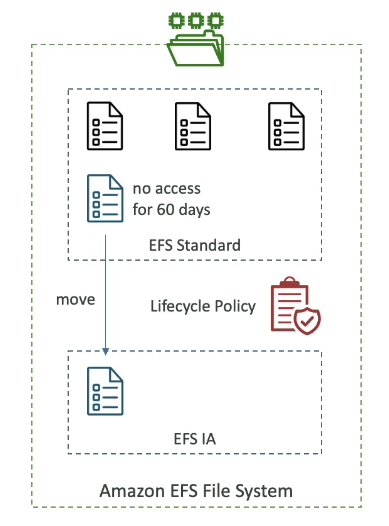 no access
for 60 days
EFS Standard
move
Lifecycle Policy
EFS IA
Amazon EFS File System